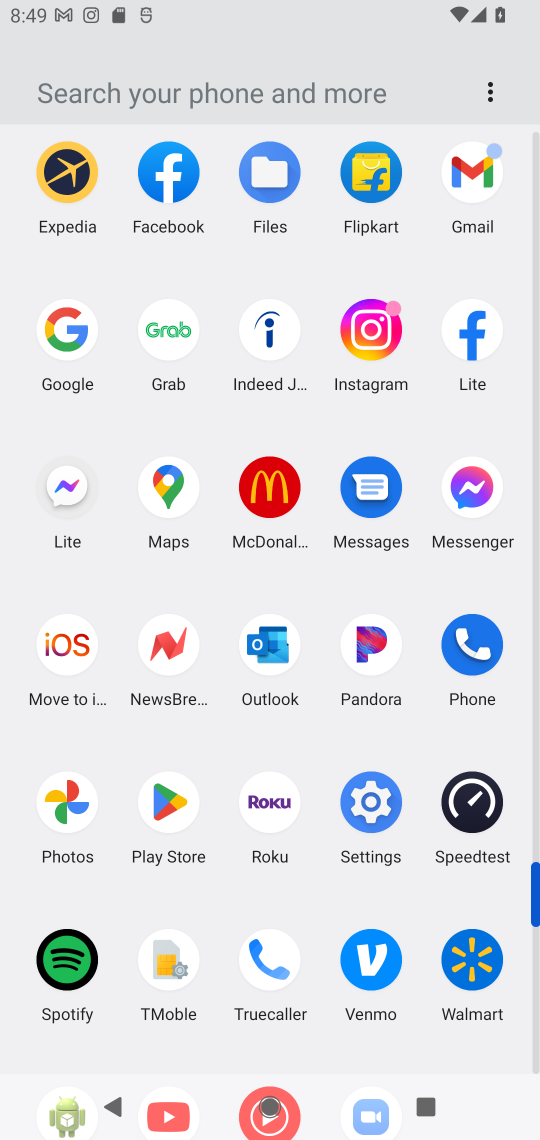 8:49
Search your phone and more
Expedia Facebook Files Flipkart Gmail
Grab
Google Grab Indeed J... Instagram Lite
Lite Maps McDonal... Messages Messenger
iOS
Move to i... NewsBre... Outlook Pandora Phone
Roku
Photos Play Store Roku Settings Speedtest
Spotify TMoble Truecaller Venmo Walmart